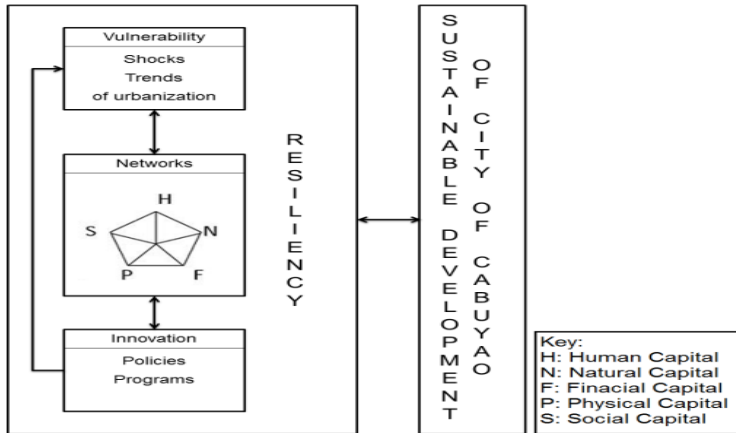 Vulnerability
Shocks
Trends
of urbanization
Networks
H
S
N
P
F
Innovation
Policies
Programs
RESILIENCY
SUSTAINABLE DEVELOPMENT
OF CITY OF CABUYAO
Key:
H: Human Capital
N: Natural Capital
F: Finacial Capital
P: Physical Capital
S: Social Capital